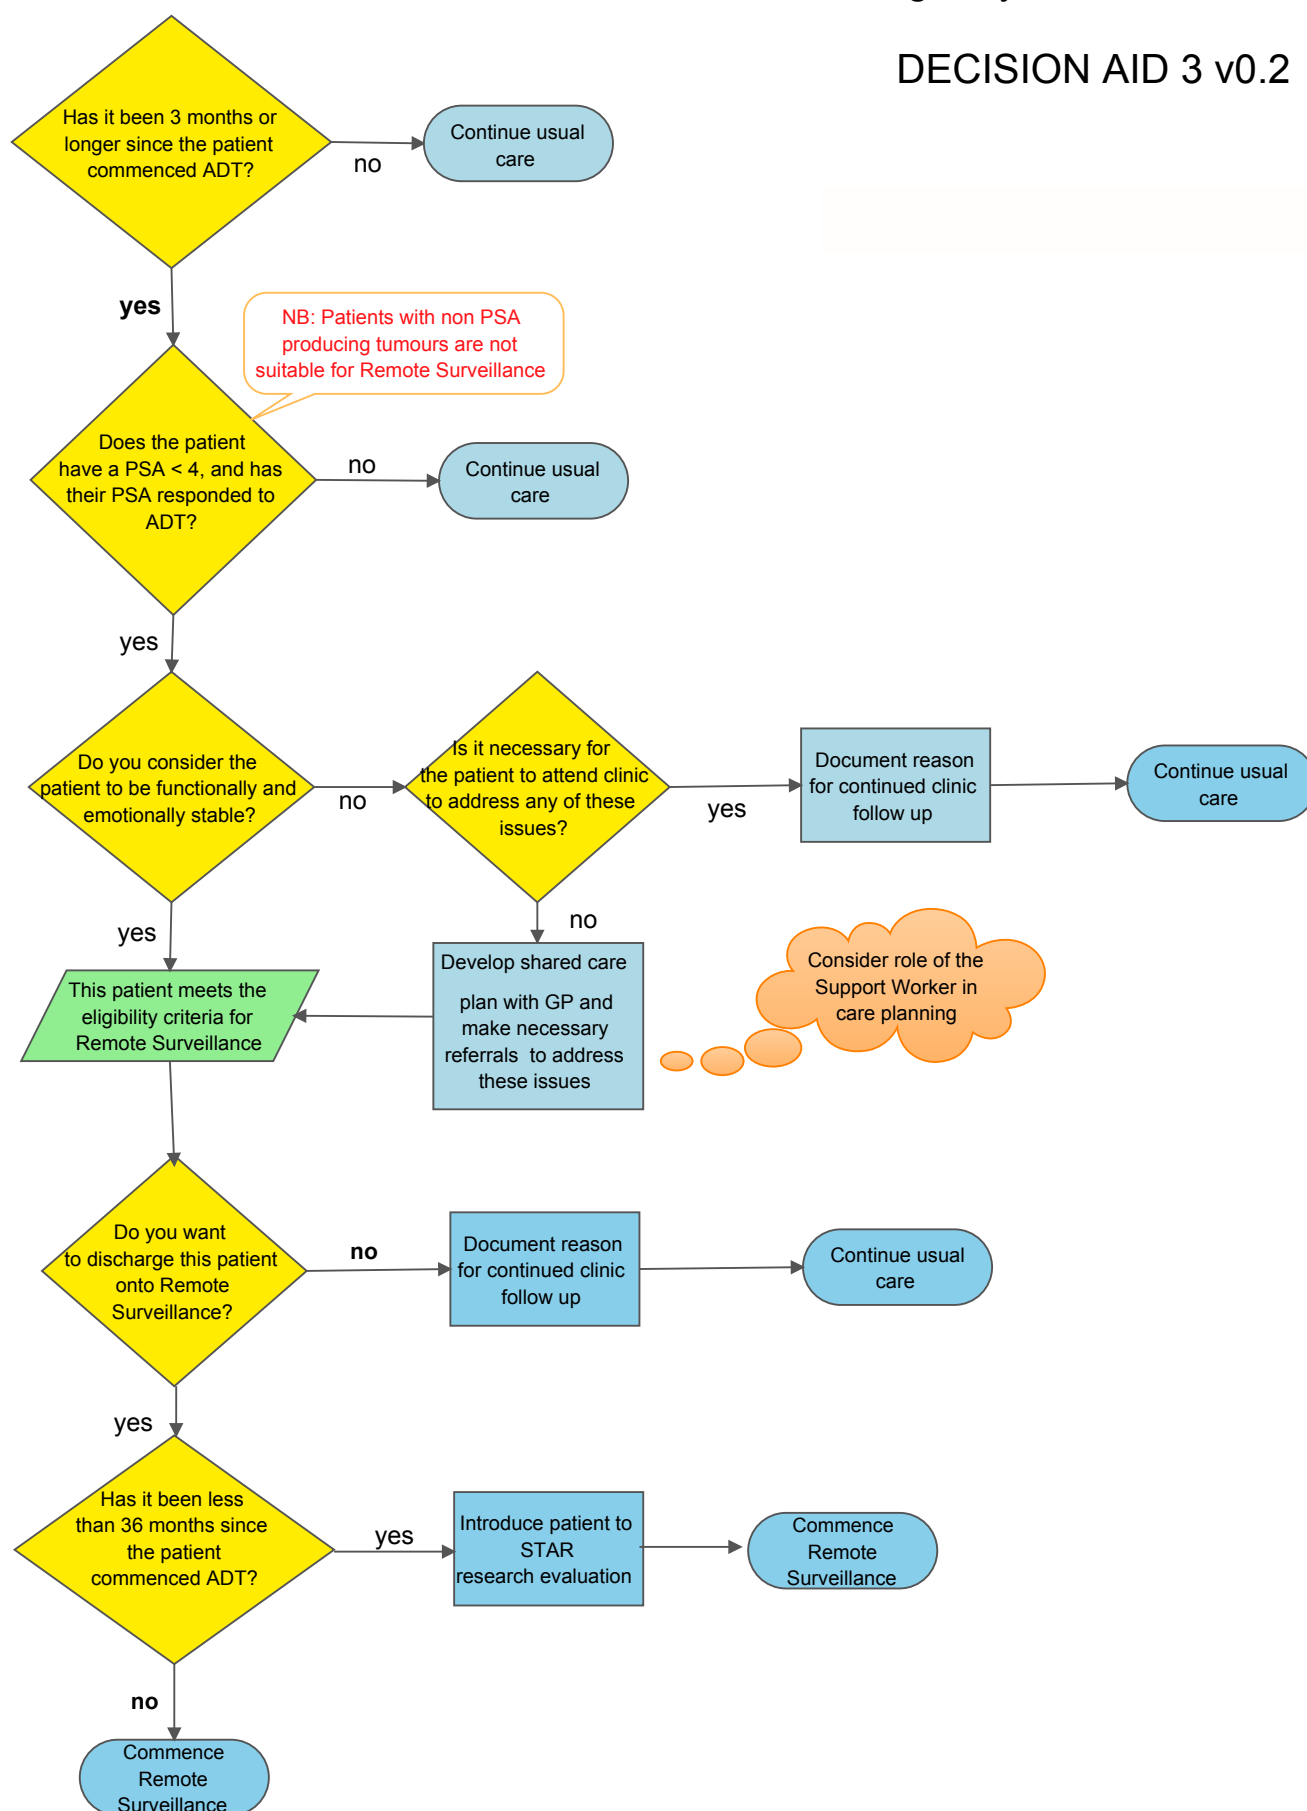 DECISION AID 3 v0.2
Has it been 3 months or
longer since the patient
commenced ADT?
no
Continue usual
care
yes
NB: Patients with non PSA
producing tumours are not
suitable for Remote Surveillance
Does the patient
have a PSA < 4, and has
their PSA responded to
ADT?
no
Continue usual
care
yes
Do you consider the
patient to be functionally and
emotionally stable?
no
Is it necessary for
the patient to attend clinic
to address any of these
issues?
yes
Document reason
for continued clinic
follow up
Continue usual
care
yes
no
This patient meets the
eligibility criteria for
Remote Surveillance
Develop shared care
plan with GP and
make necessary
referrals to address
these issues
Consider role of the
Support Worker in
care planning
Do you want
to discharge this patient
onto Remote
Surveillance?
no
Document reason
for continued clinic
follow up
Continue usual
care
yes
Has it been less
than 36 months since
the patient
commenced ADT?
yes
Introduce patient to
STAR
research evaluation
Commence
Remote
Surveillance
no
Commence
Remote
Surveillance